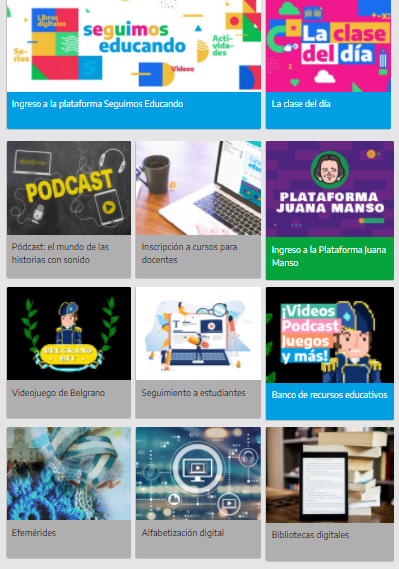 Libros
digitales
seguimos
educando
Series
Videos
Activi-
da-
des
Ingreso a la plataforma Seguimos Educando
La clase
del día
La clase del día
PODCAST
Pódcast: el mundo de las
historias con sonido
Inscripción a cursos para
docentes
PLATAFORMA
JUANA MANSO
Ingreso a la Plataforma Juana
Manso
BELGRANO
BIT
Videojuego de Belgrano
Seguimiento a estudiantes
¡Videos
Podcast
Juegos
y más!
Banco de recursos educativos
Efemérides
Alfabetización digital
Bibliotecas digitales